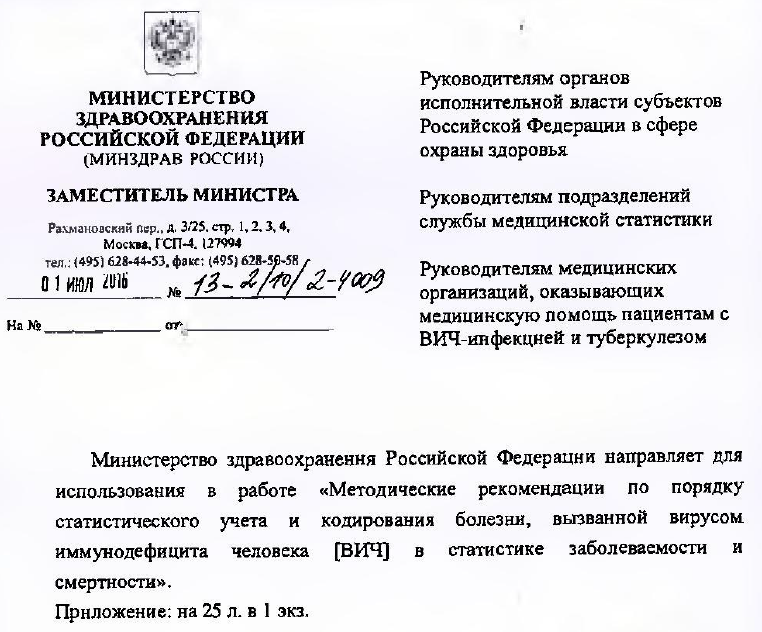 МИНИСТЕРСТВО
ЗДРАВООХРАНЕНИЯ
РОССИЙСКОЙ ФЕДЕРАЦИИ
(МИНЗДРАВ РОССИИ)
ЗАМЕСТИТЕЛЬ МИНИСТРА
Рахмановский пер., д. 3/25, стр. 1, 2, 3, 4,
Москва, ГСП-4, 127994
тел.: (495) 628-44-53, факс: (495) 628-50-58
01 ИЮЛ 2016 № 13-2/10/2-4009
На № от
Руководителям органов
исполнительной власти субъектов
Российской Федерации в сфере
охраны здоровья
Руководителям подразделений
службы медицинской статистики
Руководителям медицинских
организаций, оказывающих
медицинскую помощь пациентам с
ВИЧ-инфекцией и туберкулезом
Министерство здравоохранения Российской Федерации направляет для
использования в работе «Методические рекомендации по порядку
статистического учета и кодирования болезни, вызванной вирусом
иммунодефицита человека [ВИЧ] в статистике заболеваемости и
смертности».
Приложение: на 25 л. в 1 экз.